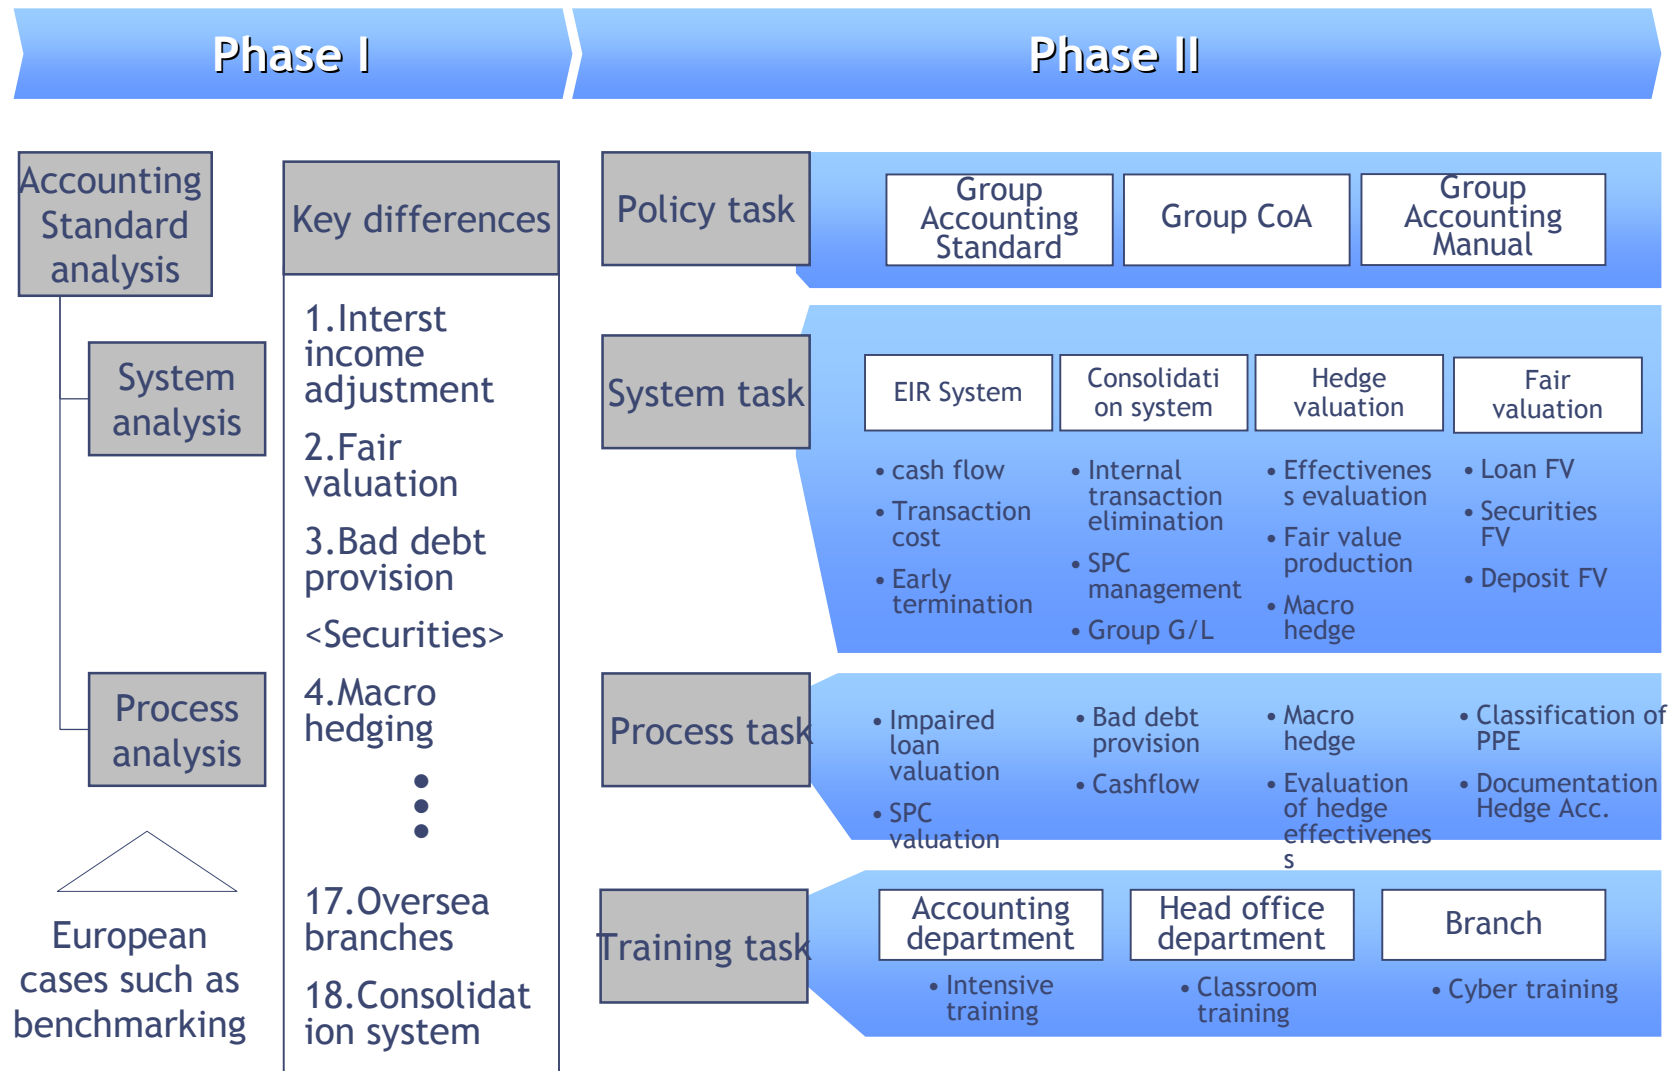 Phase I
Phase II
Accounting
Standard
analysis
System
analysis
Process
analysis
European
cases such as
benchmarking
Key differences
1.Interst
income
adjustment
2.Fair
valuation
3.Bad debt
provision
<Securities>
4.Macro
hedging
17.Oversea
branches
18.Consolidat
ion system
Policy task
Group
Accounting
Standard
Group CoA
Group
Accounting
Manual
System task
EIR System
• cash flow
• Transaction
cost
• Early
termination
Consolidati
on system
• Internal
transaction
elimination
• SPC
management
• Group G/L
Hedge
valuation
• Effectivenes
s evaluation
• Fair value
production
• Macro
hedge
Fair
valuation
• Loan FV
• Securities
FV
• Deposit FV
Process task
• Impaired
loan
valuation
• SPC
valuation
• Bad debt
provision
• Cashflow
• Macro
hedge
• Evaluation
of hedge
effectivenes
s
• Classification of
PPE
• Documentation
Hedge Acc.
Training task
Accounting
department
• Intensive
training
Head office
department
• Classroom
training
Branch
• Cyber training